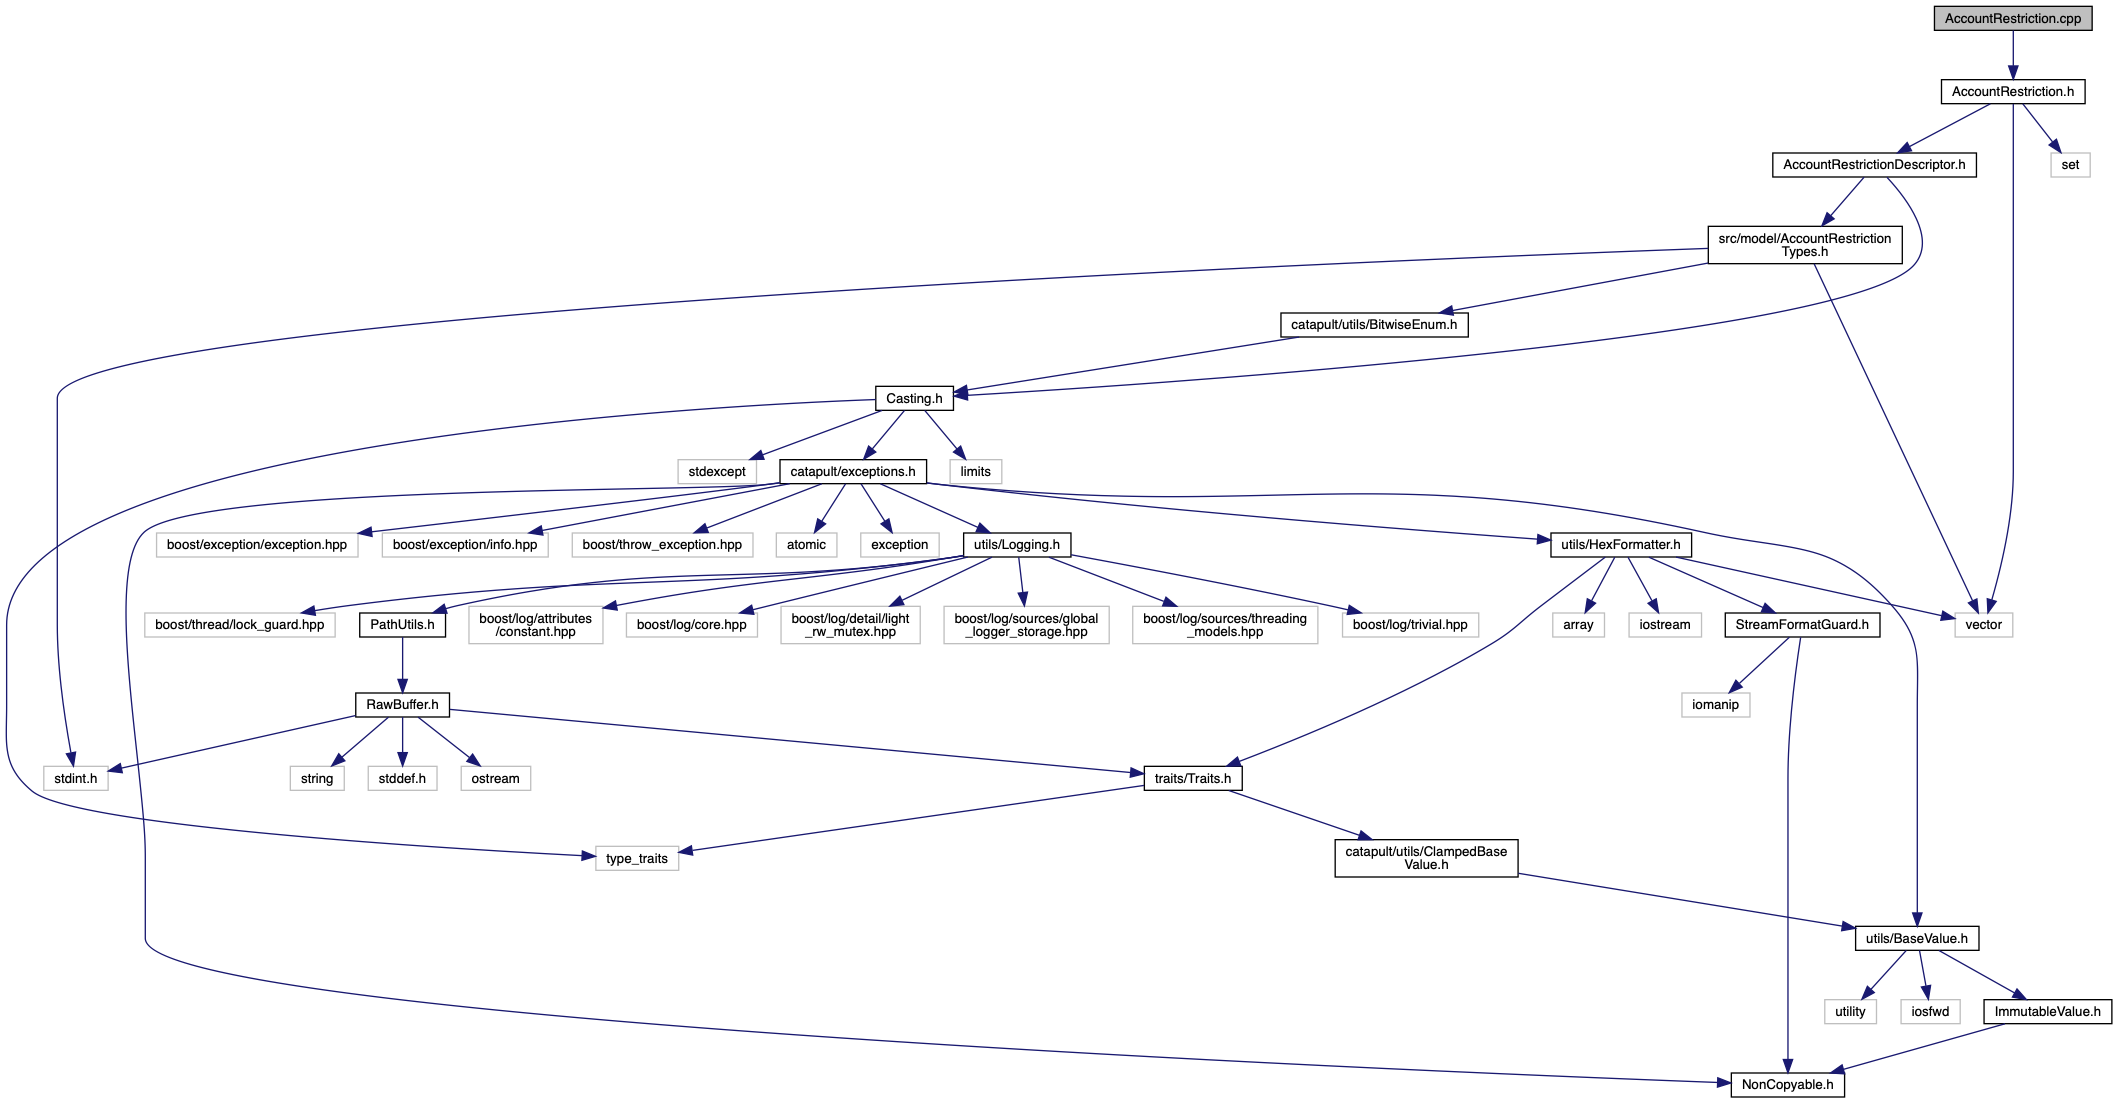 AccountRestriction.cpp
AccountRestriction.h
AccountRestrictionDescriptor.h
set
src/model/AccountRestriction
Types.h
catapult/utils/BitwiseEnum.h
Casting.h
stdexcept
catapult/exceptions.h
limits
boost/exception/exception.hpp
boost/exception/info.hpp
boost/throw_exception.hpp
atomic
exception
utils/Logging.h
utils/HexFormatter.h
boost/thread/lock_guard.hpp
PathUtils.h
boost/log/attributes
/constant.hpp
boost/log/core.hpp
boost/log/detail/light
_rw_mutex.hpp
boost/log/sources/global
_logger_storage.hpp
boost/log/sources/threading
_models.hpp
boost/log/trivial.hpp
array
iostream
StreamFormatGuard.h
vector
RawBuffer.h
iomanip
stdint.h
string
stddef.h
ostream
traits/Traits.h
type_traits
catapult/utils/ClampedBase
Value.h
utils/BaseValue.h
utility
iosfwd
ImmutableValue.h
NonCopyable.h